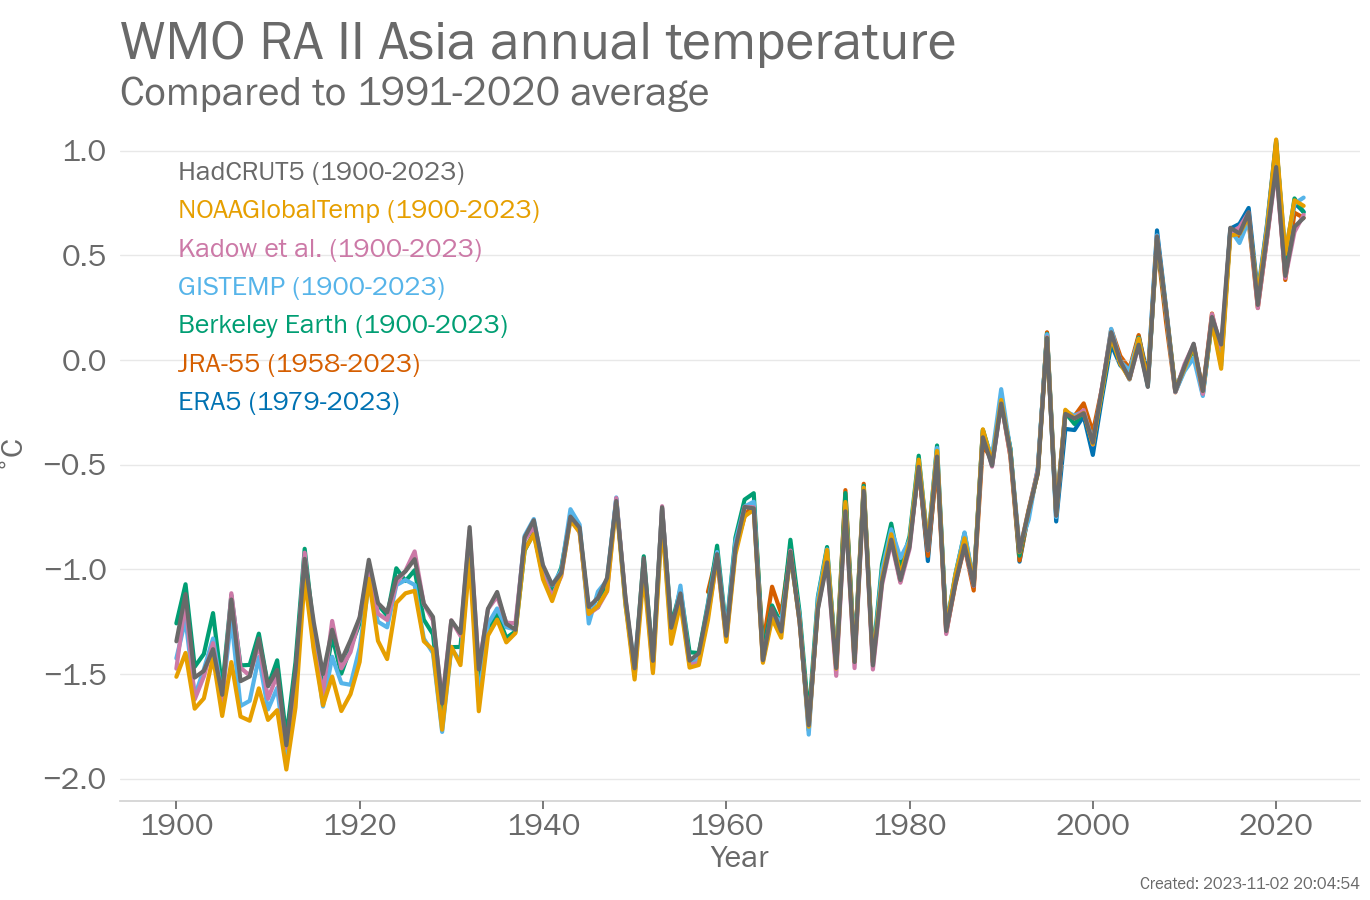 WMO RA II Asia annual temperature
Compared to 1991-2020 average
HadCRUT5 (1900-2023)
NOAAGlobalTemp (1900-2023)
Kadow et al. (1900-2023)
GISTEMP (1900-2023)
Berkeley Earth (1900-2023)
JRA-55 (1958-2023)
ERA5 (1979-2023)
1.0
0.5
0.0
−0.5
−1.0
−1.5
−2.0
°C
1900 1920 1940 1960 1980 2000 2020
Year
Created: 2023-11-02 20:04:54